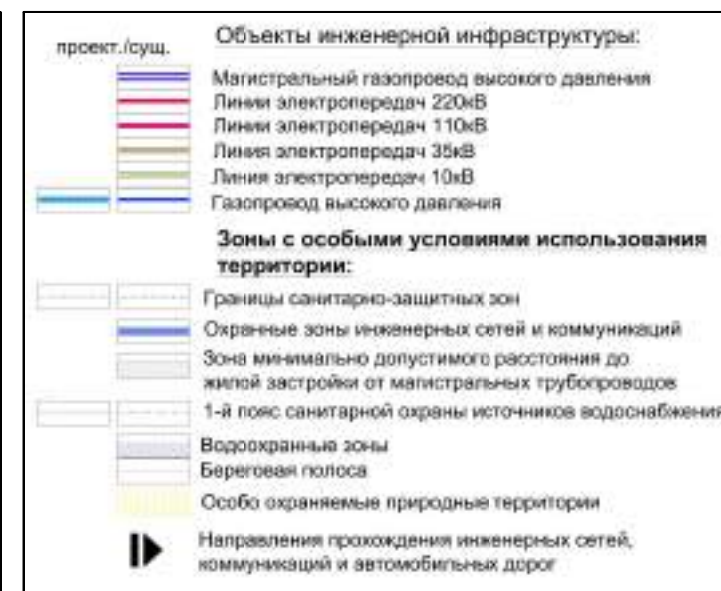 проект./сущ.
Объекты инженерной инфраструктуры:
Магистральный газопровод высокого давления
Линии электропередач 220кВ
Линии электропередач 110кВ
Линия электропередач 35кВ
Линия электропередач 10кВ
Газопровод высокого давления
Зоны с особыми условиями использования
территории:
Границы санитарно-защитных зон
Охранные зоны инженерных сетей и коммуникаций
Зона минимально допустимого расстояния до
жилой застройки от магистральных трубопроводов
1-й пояс санитарной охраны источников водоснабжения
Водоохранные зоны
Береговая полоса
Особо охраняемые природные территории
Направления прохождения инженерных сетей,
коммуникаций и автомобильных дорог